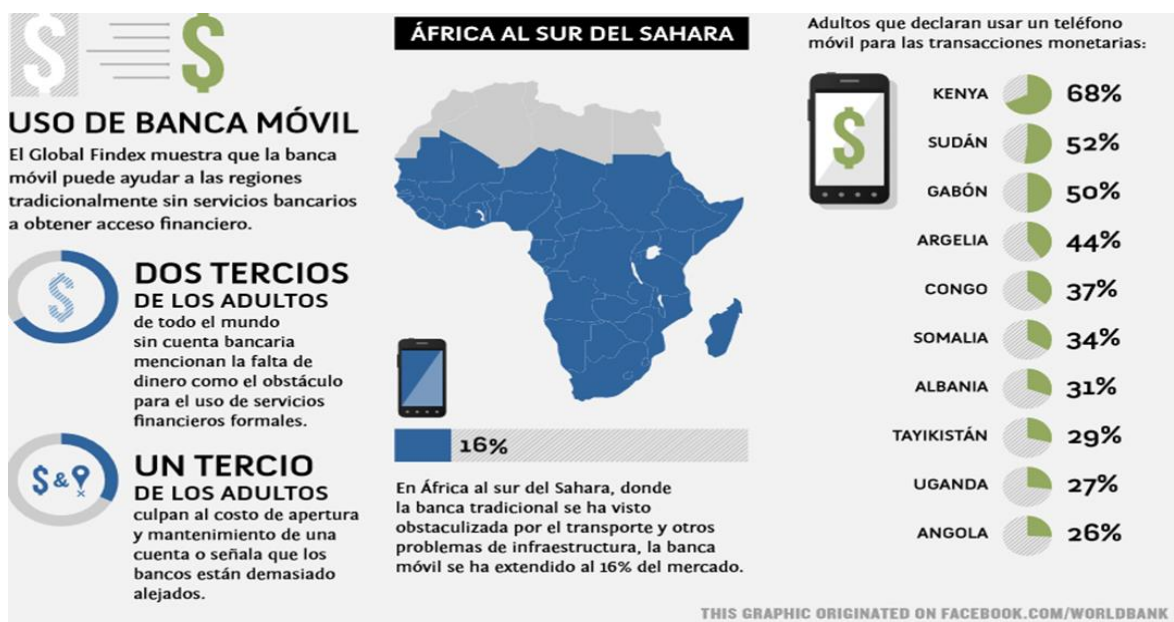 $ $
USO DE BANCA MÓVIL
El Global Findex muestra que la banca
móvil puede ayudar a las regiones
tradicionalmente sin servicios bancarios
a obtener acceso financiero.
$
DOS TERCIOS
DE LOS ADULTOS
de todo el mundo
sin cuenta bancaria
mencionan la falta de
dinero como el obstáculo
para el uso de servicios
financieros formales.
$ &
UN TERCIO
DE LOS ADULTOS
culpan al costo de apertura
y mantenimiento de una
cuenta o señala que los
bancos están demasiado
alejados.
ÁFRICA AL SUR DEL SAHARA
16%
En África al sur del Sahara, donde
la banca tradicional se ha visto
obstaculizada por el transporte y otros
problemas de infraestructura, la banca
móvil se ha extendido al 16% del mercado.
Adultos que declaran usar un teléfono
móvil para las transacciones monetarias:
$
KENYA 68%
SUDÁN 52%
GABÓN 50%
ARGELIA 44%
CONGO 37%
SOMALIA 34%
ALBANIA 31%
TAYIKISTÁN 29%
UGANDA 27%
ANGOLA 26%
THIS GRAPHIC ORIGINATED ON FACEBOOK.COM/WORLDBANK